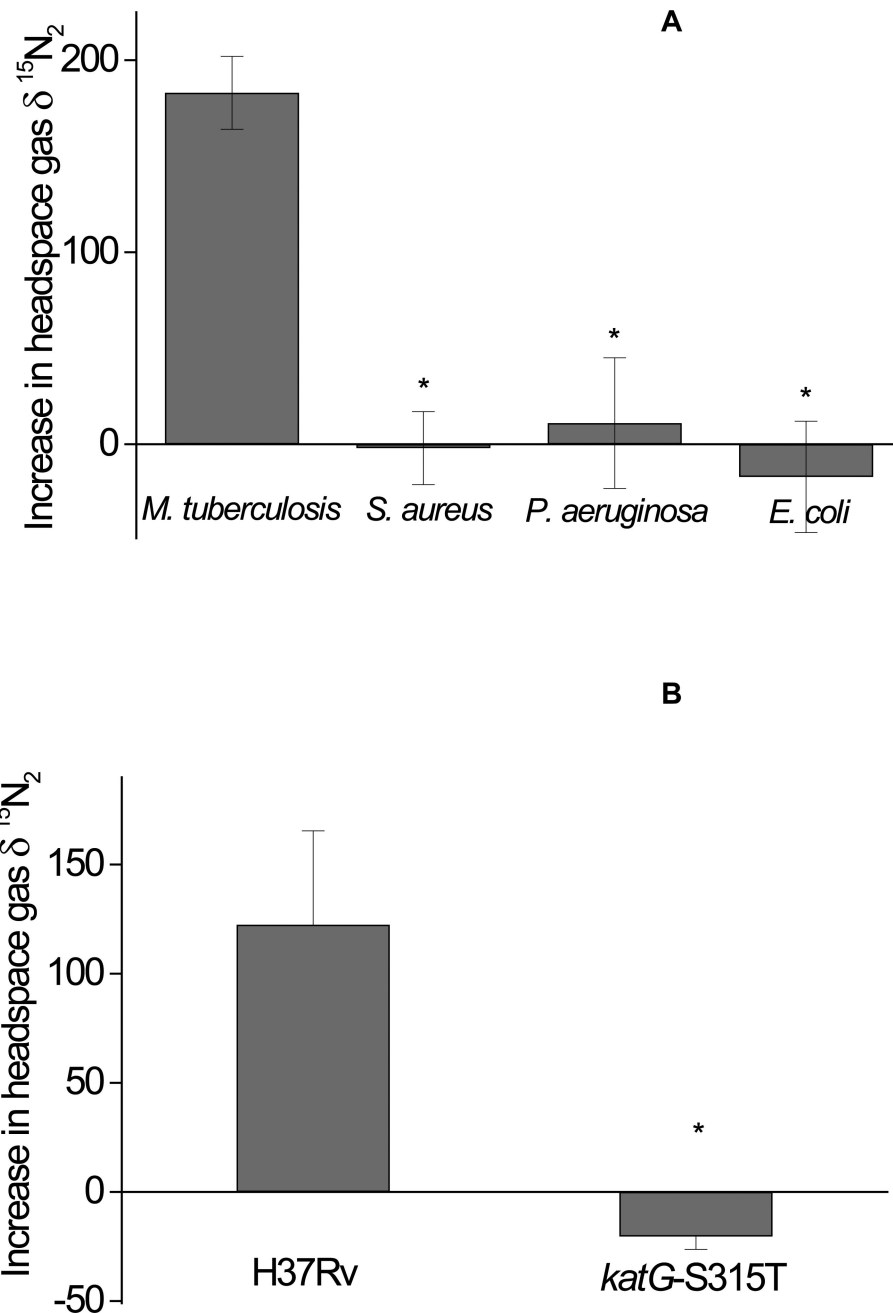 A
Increase in headspace gas δ ¹⁵N₂
200
100
0
*
*
*
M. tuberculosis S. aureus P. aeruginosa E. coli
B
Increase in headspace gas δ ¹⁵N₂
150
100
50
0
-50
*
H37Rv katG-S315T